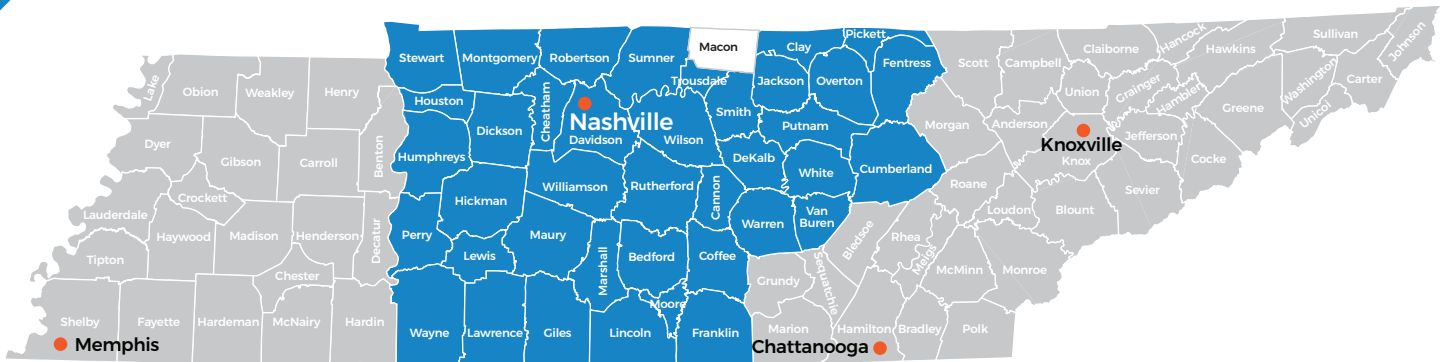 Stewart
Montgomery
Robertson
Sumner
Macon
Clay
Pickett
Fentress
Scott
Campbell
Claiborne
Hancock
Hawkins
Sullivan
Johnson
Lake
Obion
Weakley
Henry
Houston
Dickson
Cheatham
Trousdale
Jackson
Overton
Smith
Union
Grainger
Hamblen
Greene
Washington
Unicoi
Carter
Nashville
Davidson
Wilson
Putnam
Morgan
Anderson
Knoxville
Knox
Jefferson
Cocke
Dyer
Gibson
Carroll
Benton
Humphreys
Hickman
Williamson
Rutherford
Cannon
DeKalb
White
Cumberland
Roane
Loudon
Blount
Sevier
Lauderdale
Crockett
Haywood
Madison
Henderson
Decatur
Perry
Lewis
Maury
Marshall
Bedford
Coffee
Warren
Van
Buren
Bledsoe
Rhea
Meigs
McMinn
Monroe
Tipton
Chester
Grundy
Sequatchie
Shelby
Fayette
Hardeman
McNairy
Hardin
Wayne
Lawrence
Giles
Lincoln
Moore
Franklin
Marion
Hamilton
Bradley
Polk
Memphis
Chattanooga